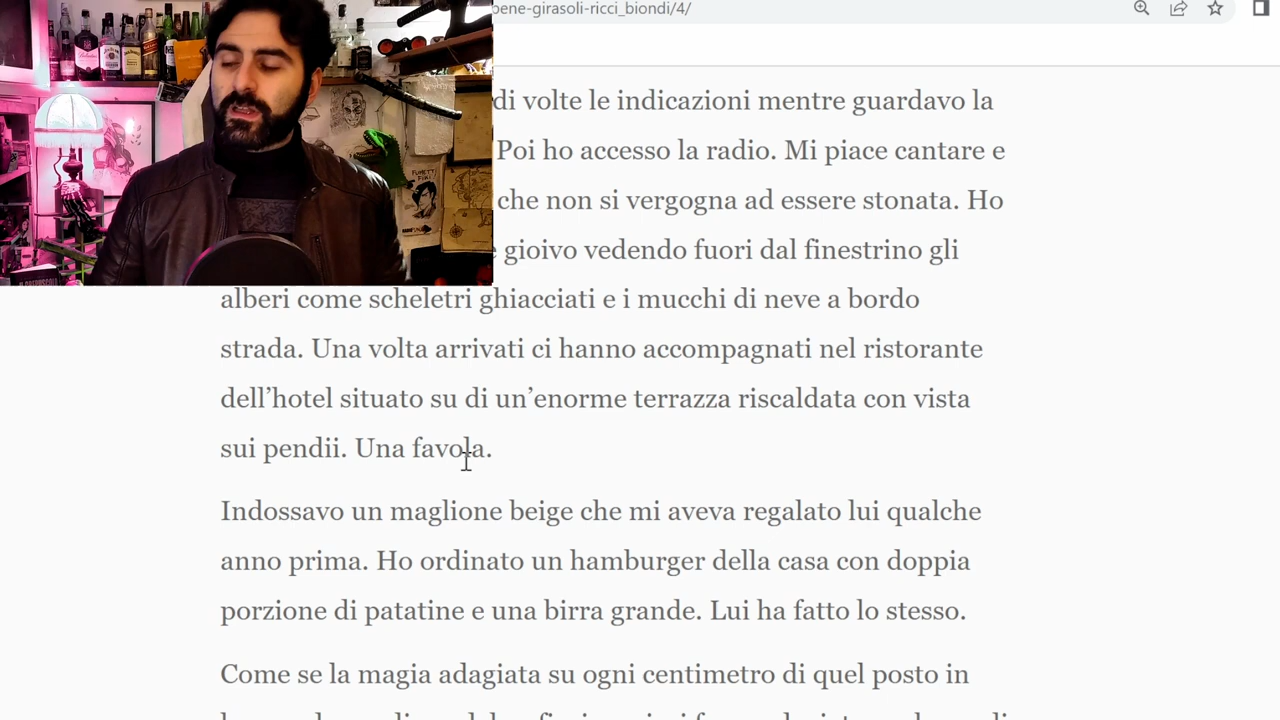 bene-girasoli-ricci_biondi/4/
di volte le indicazioni mentre guardavo la
Poi ho accesso la radio. Mi piace cantare e
che non si vergogna ad essere stonata. Ho
gioivo vedendo fuori dal finestrino gli
alberi come scheletri ghiacciati e i mucchi di neve a bordo
strada. Una volta arrivati ci hanno accompagnati nel ristorante
dell’hotel situato su di un’enorme terrazza riscaldata con vista
sui pendii. Una favola.
Indossavo un maglione beige che mi aveva regalato lui qualche
anno prima. Ho ordinato un hamburger della casa con doppia
porzione di patatine e una birra grande. Lui ha fatto lo stesso.
Come se la magia adagiata su ogni centimetro di quel posto in
FUMETTI